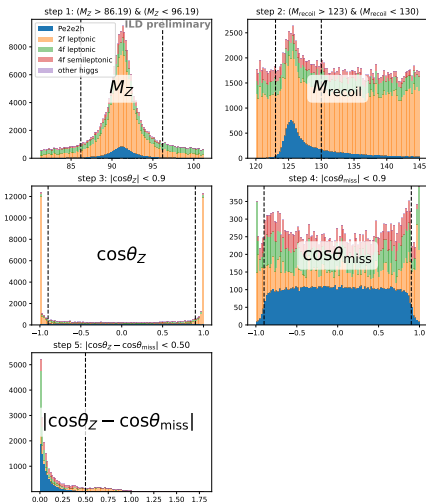 step 1: (M_Z > 86.19) & (M_Z < 96.19)
ILD preliminary
Pe2e2h
2f leptonic
4f leptonic
4f semileptonic
other higgs
M_Z
8000
6000
4000
2000
0
85 90 95 100
step 2: (M_recoil > 123) & (M_recoil < 130)
M_recoil
2500
2000
1500
1000
500
0
120 125 130 135 140 145
step 3: |cosθ_Z| < 0.9
cosθ_Z
12000
10000
8000
6000
4000
2000
0
−1.0 −0.5 0.0 0.5 1.0
step 4: |cosθ_miss| < 0.9
cosθ_miss
350
300
250
200
150
100
50
0
−1.0 −0.5 0.0 0.5 1.0
step 5: |cosθ_Z − cosθ_miss| < 0.50
|cosθ_Z − cosθ_miss|
5000
4000
3000
2000
1000
0.00 0.25 0.50 0.75 1.00 1.25 1.50 1.75